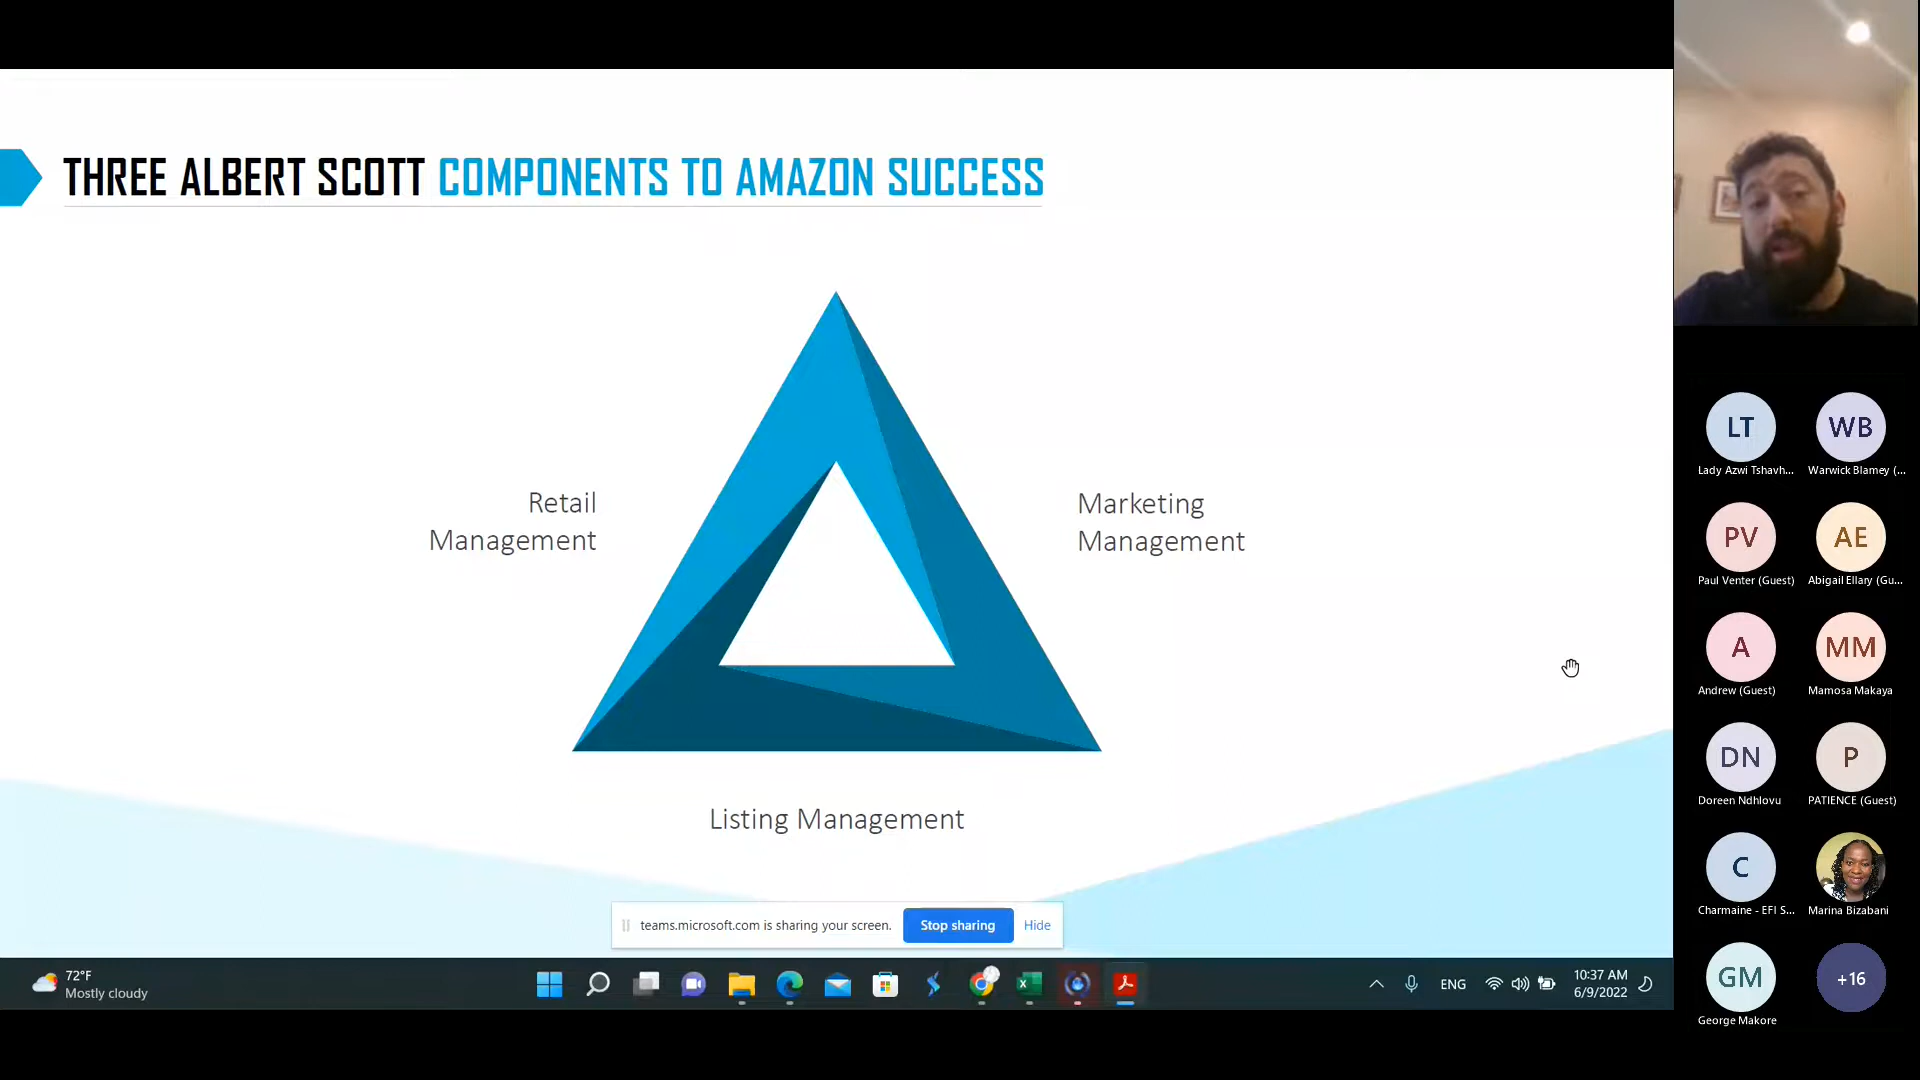 THREE ALBERT SCOTT COMPONENTS TO AMAZON SUCCESS
Retail
Management
Marketing
Management
Listing Management
teams.microsoft.com is sharing your screen.
Stop sharing
Hide
72°F
Mostly cloudy
ENG
10:37 AM
6/9/2022
LT
Lady Azwi Tshavh...
WB
Warwick Blamey (...
PV
Paul Venter (Guest)
AE
Abigail Ellary (Gu...
A
Andrew (Guest)
MM
Mamosa Makaya
DN
Doreen Ndhlovu
P
PATIENCE (Guest)
C
Charmaine - EFI S...
Marina Bizabani
GM
George Makore
+16